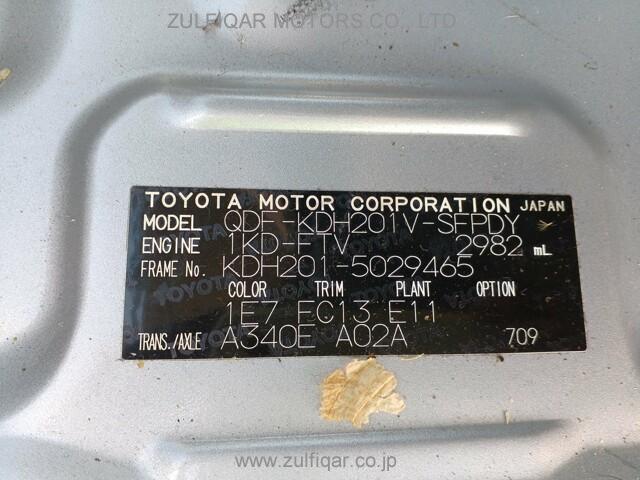 ZULFIQAR MOTORS CO., LTD
TOYOTA MOTOR CORPORATION JAPAN
MODEL QDF-KDH201V-SFPDY
ENGINE 1KD-FTV 2982 mL
FRAME No. KDH201-5029465
COLOR TRIM PLANT OPTION
1E7 FC13 E11
TRANS./AXLE A340E A02A 709
www.zulfiqar.co.jp